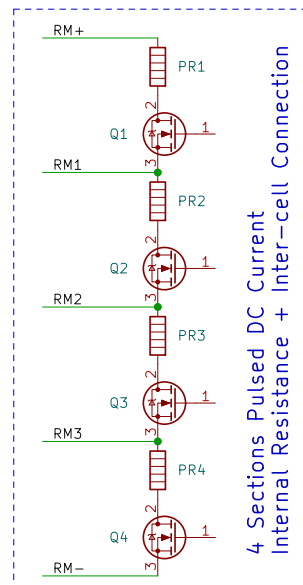 RM+
PR1
2
Q1
1
3
RM1
PR2
2
Q2
1
3
RM2
PR3
2
Q3
1
3
RM3
PR4
2
Q4
1
3
RM-
4 Sections Pulsed DC Current
Internal Resistance + Inter-cell Connection